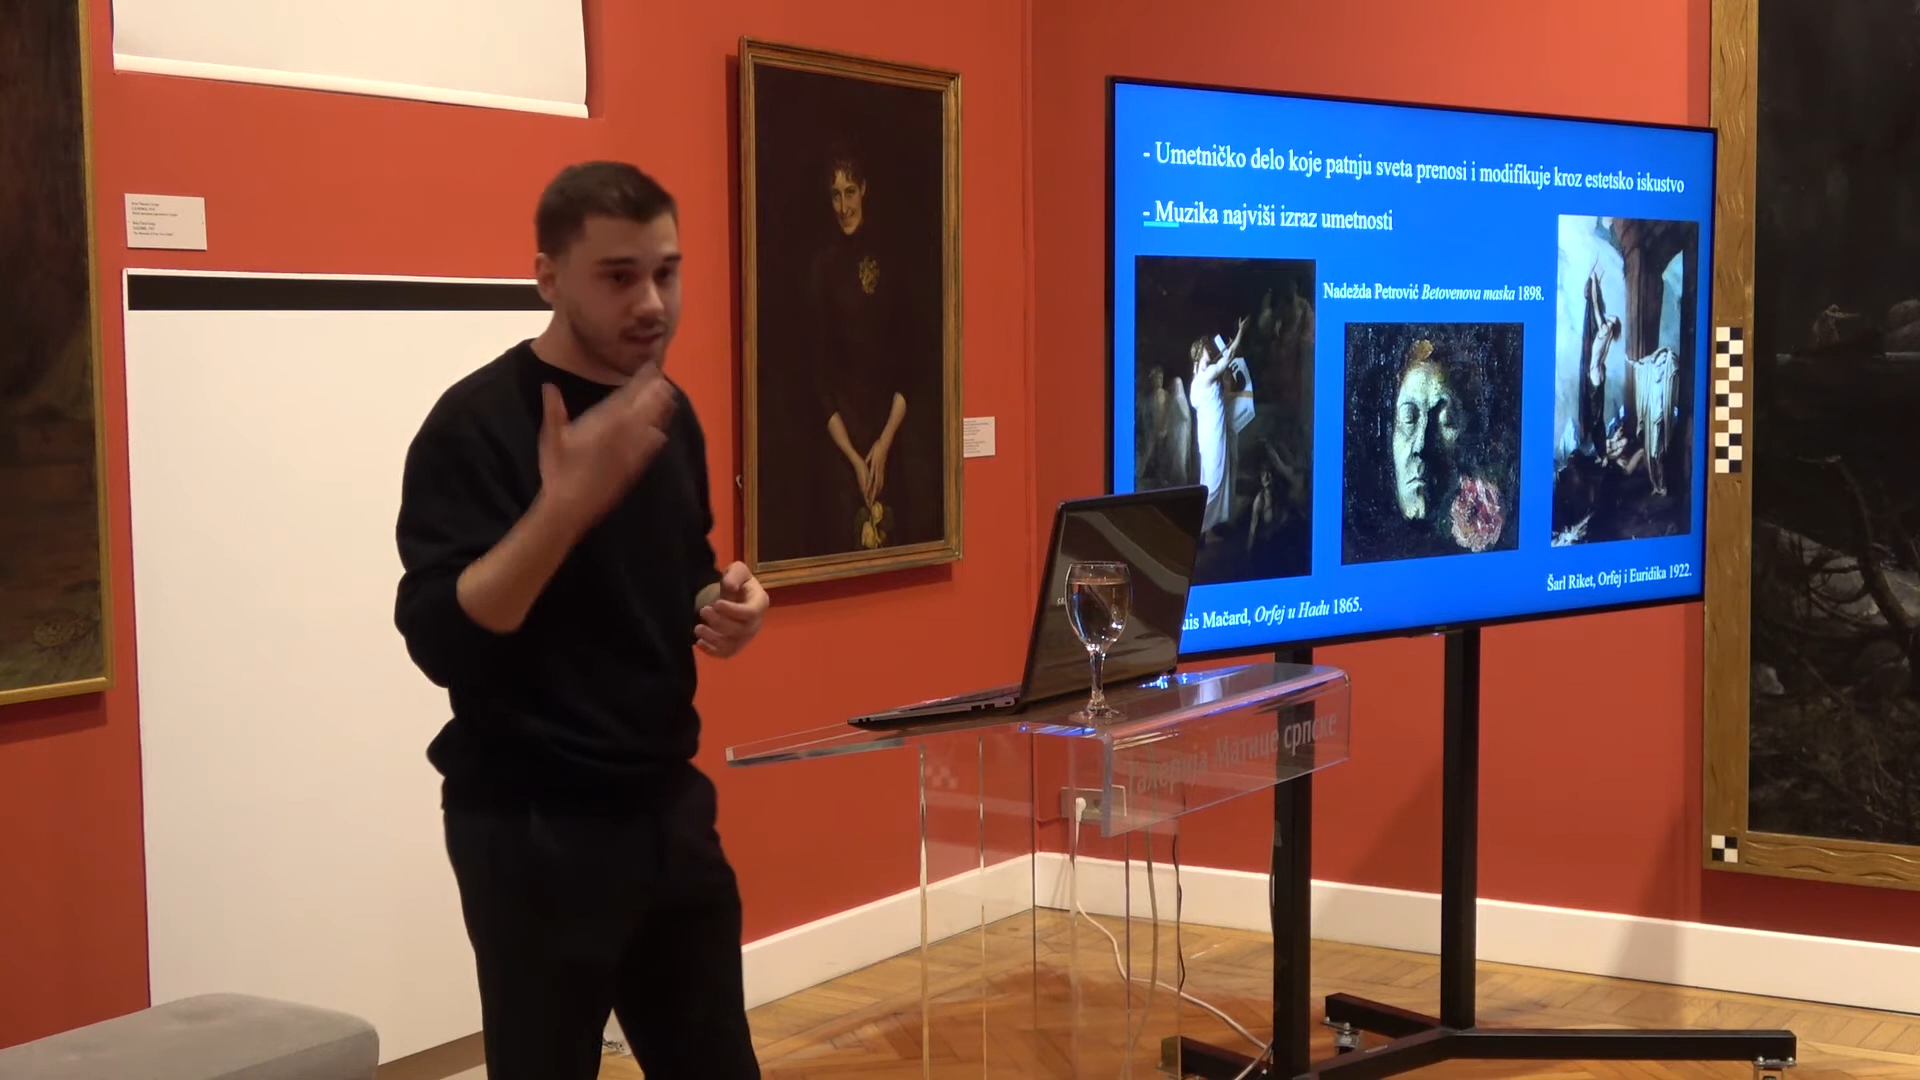 - Umetničko delo koje patnju sveta prenosi i modifikuje kroz estetsko iskustvo
- Muzika najviši izraz umetnosti
Nadežda Petrović Betovenova maska 1898.
Šarl Riket, Orfej i Euridika 1922.
Mačard, Orfej u Hadu 1865.
Галерија Матице српске